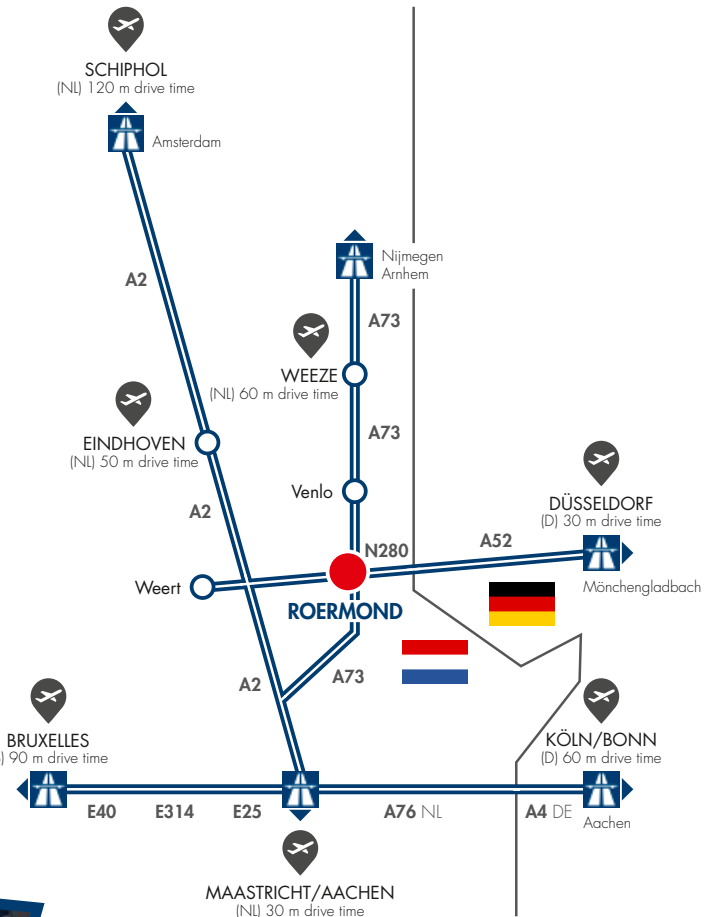 SCHIPHOL
(NL) 120 m drive time
Amsterdam
Nijmegen
Arnhem
A2
A73
WEEZE
(NL) 60 m drive time
A73
EINDHOVEN
(NL) 50 m drive time
A2
Venlo
DÜSSELDORF
(D) 30 m drive time
N280
A52
Weert
Mönchengladbach
ROERMOND
A2
A73
BRUXELLES
) 90 m drive time
KÖLN/BONN
(D) 60 m drive time
E40
E314
E25
A76 NL
A4 DE
Aachen
MAASTRICHT/AACHEN
(NL) 30 m drive time